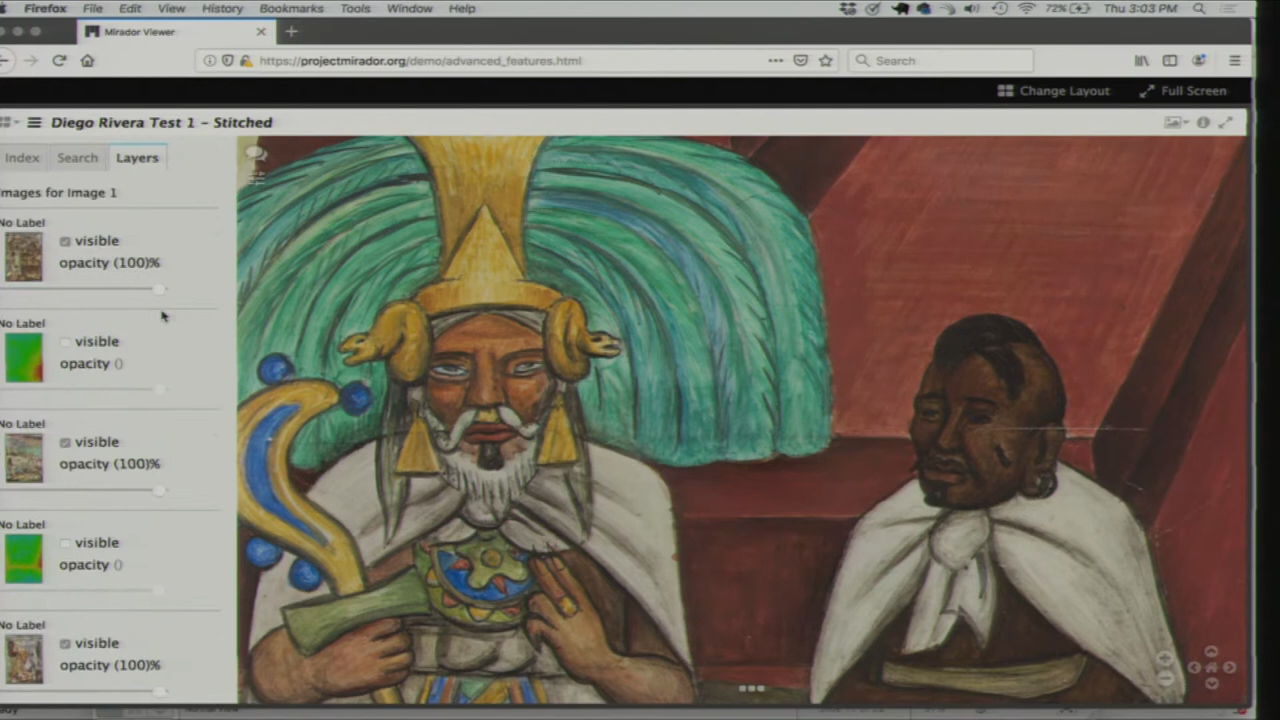 Firefox File Edit View History Bookmarks Tools Window Help 72% Thu 3:03 PM
Mirador Viewer
https://projectmirador.org/demo/advanced_features.html Search
Change Layout Full Screen
Diego Rivera Test 1 - Stitched
Index Search Layers
mages for Image 1
No Label
visible
opacity (100)%
No Label
visible
opacity ()
No Label
visible
opacity (100)%
No Label
visible
opacity ()
No Label
visible
opacity (100)%